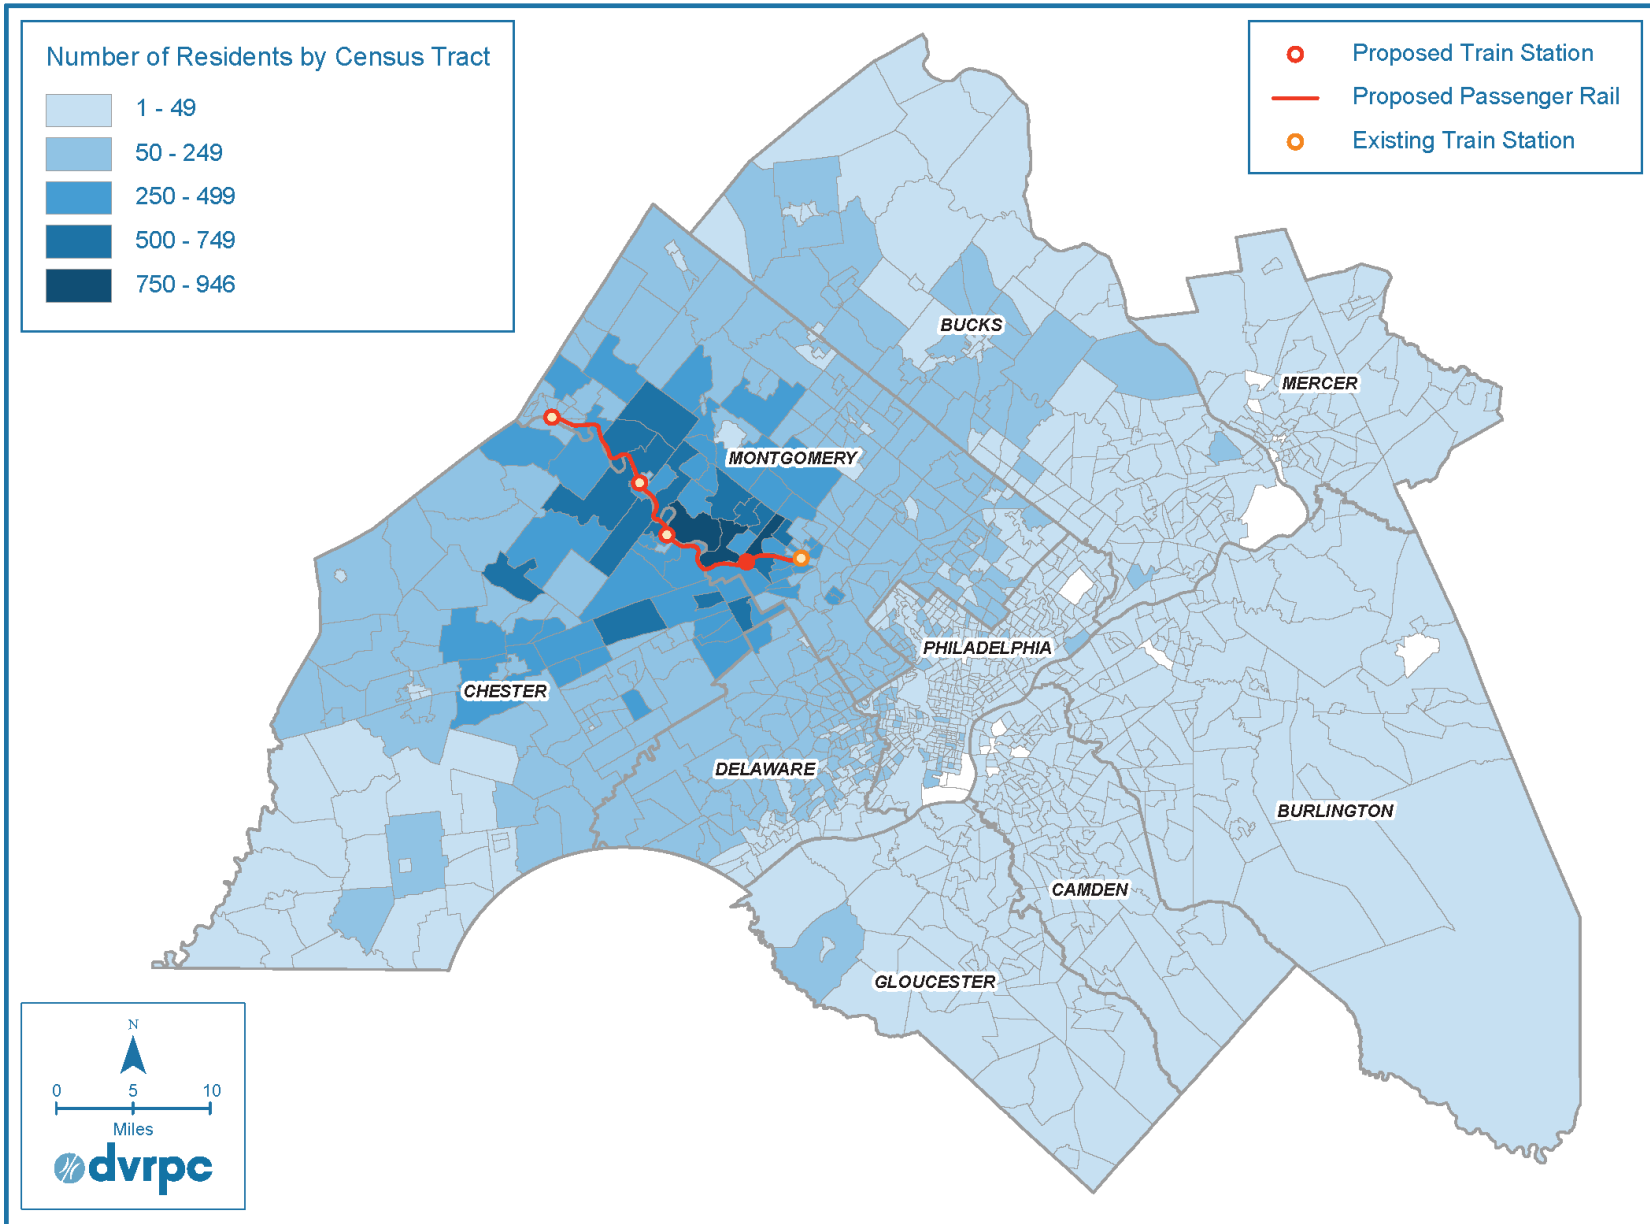 Number of Residents by Census Tract
1 - 49
50 - 249
250 - 499
500 - 749
750 - 946
Proposed Train Station
Proposed Passenger Rail
Existing Train Station
BUCKS
MERCER
MONTGOMERY
PHILADELPHIA
CHESTER
DELAWARE
BURLINGTON
CAMDEN
GLOUCESTER
N
0 5 10
Miles
dvrpc